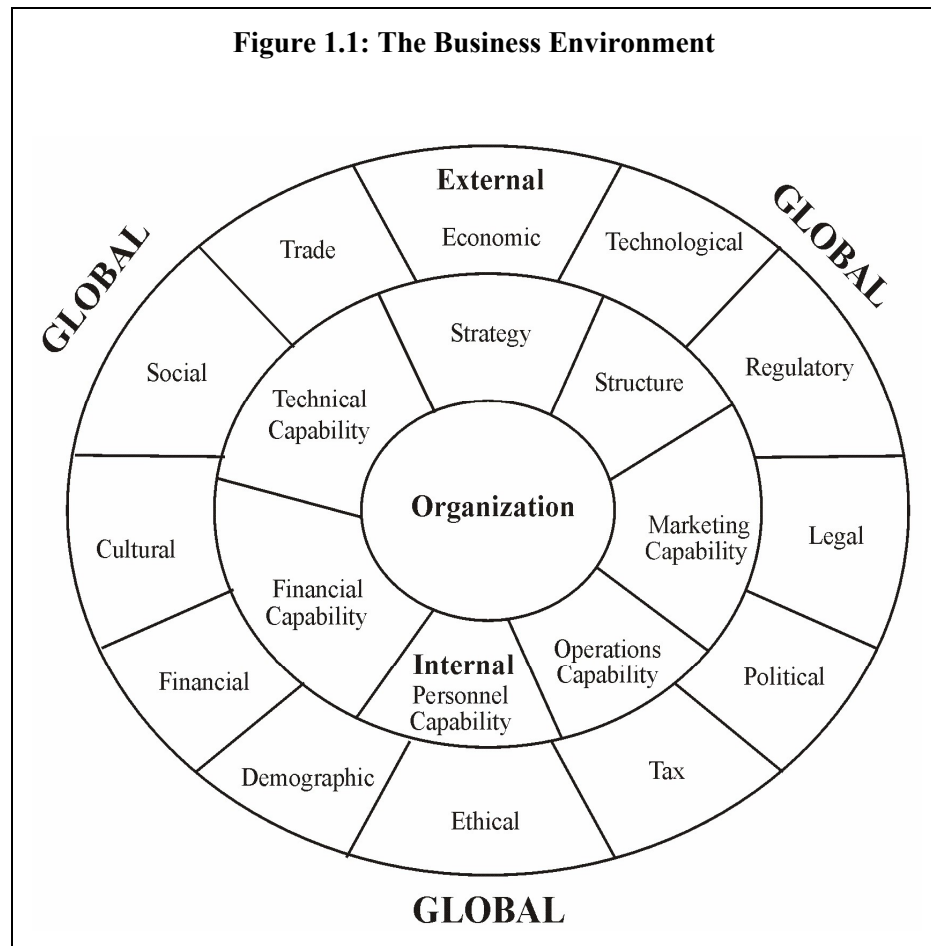 Figure 1.1: The Business Environment
External
Economic
Technological
Trade
GLOBAL
GLOBAL
Social
Regulatory
Strategy
Structure
Technical
Capability
Organization
Marketing
Capability
Legal
Cultural
Financial
Capability
Internal
Personnel
Capability
Operations
Capability
Political
Financial
Demographic
Ethical
Tax
GLOBAL